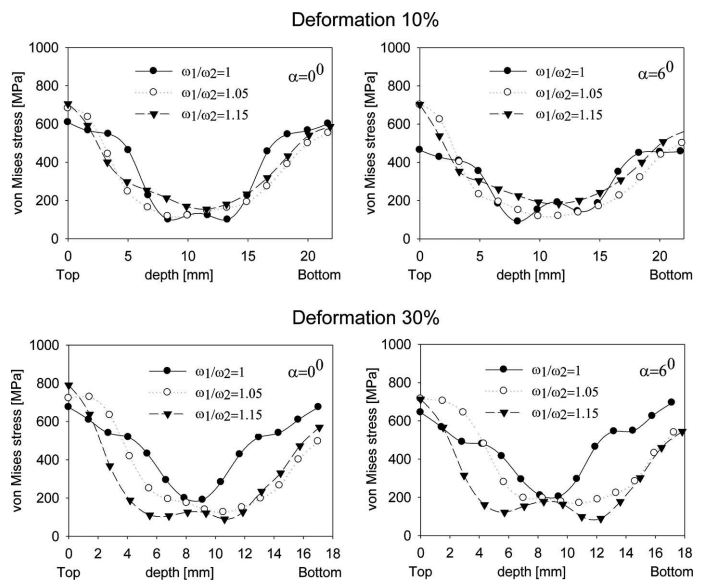 Deformation 10%
von Mises stress [MPa]
1000
800
600
400
200
0
ω1/ω2=1
ω1/ω2=1.05
ω1/ω2=1.15
α=0⁰
0 5 10 15 20
Top depth [mm] Bottom
von Mises stress [MPa]
1000
800
600
400
200
0
ω1/ω2=1
ω1/ω2=1.05
ω1/ω2=1.15
α=6⁰
0 5 10 15 20
Top depth [mm] Bottom
Deformation 30%
von Mises stress [MPa]
1000
800
600
400
200
0
ω1/ω2=1
ω1/ω2=1.05
ω1/ω2=1.15
α=0⁰
0 2 4 6 8 10 12 14 16 18
Top depth [mm] Bottom
von Mises stress [MPa]
1000
800
600
400
200
0
ω1/ω2=1
ω1/ω2=1.05
ω1/ω2=1.15
α=6⁰
0 2 4 6 8 10 12 14 16 18
Top depth [mm] Bottom